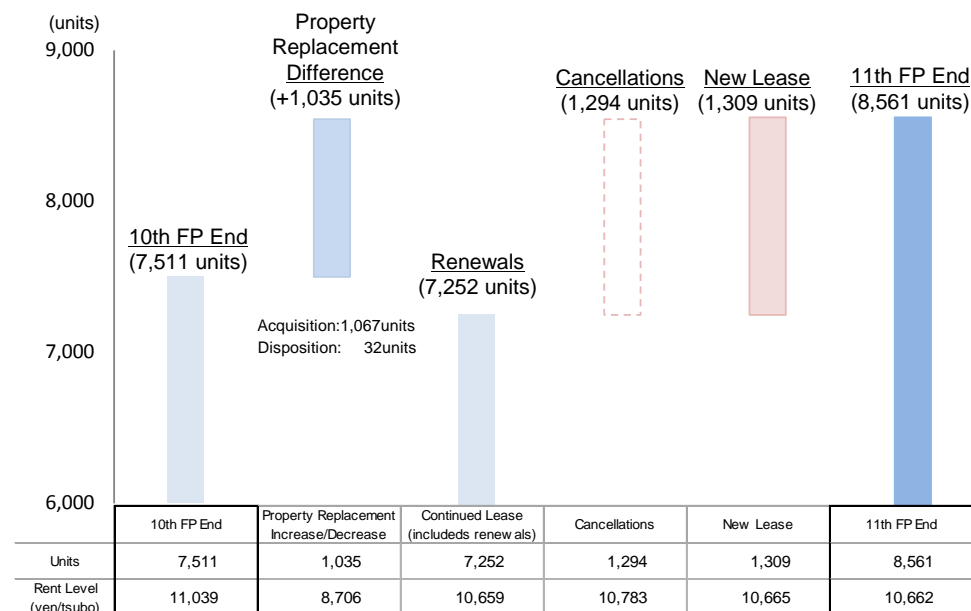 (units)
9,000
8,000
7,000
6,000
10th FP End
(7,511 units)
Property
Replacement
Difference
(+1,035 units)
Acquisition:1,067units
Disposition: 32units
Renewals
(7,252 units)
Cancellations
(1,294 units)
New Lease
(1,309 units)
11th FP End
(8,561 units)
10th FP End
Property Replacement
Increase/Decrease
Continued Lease
(includeds renewals)
Cancellations
New Lease
11th FP End
Units 7,511 1,035 7,252 1,294 1,309 8,561
Rent Level
(yen/tsubo)
11,039 8,706 10,659 10,783 10,665 10,662